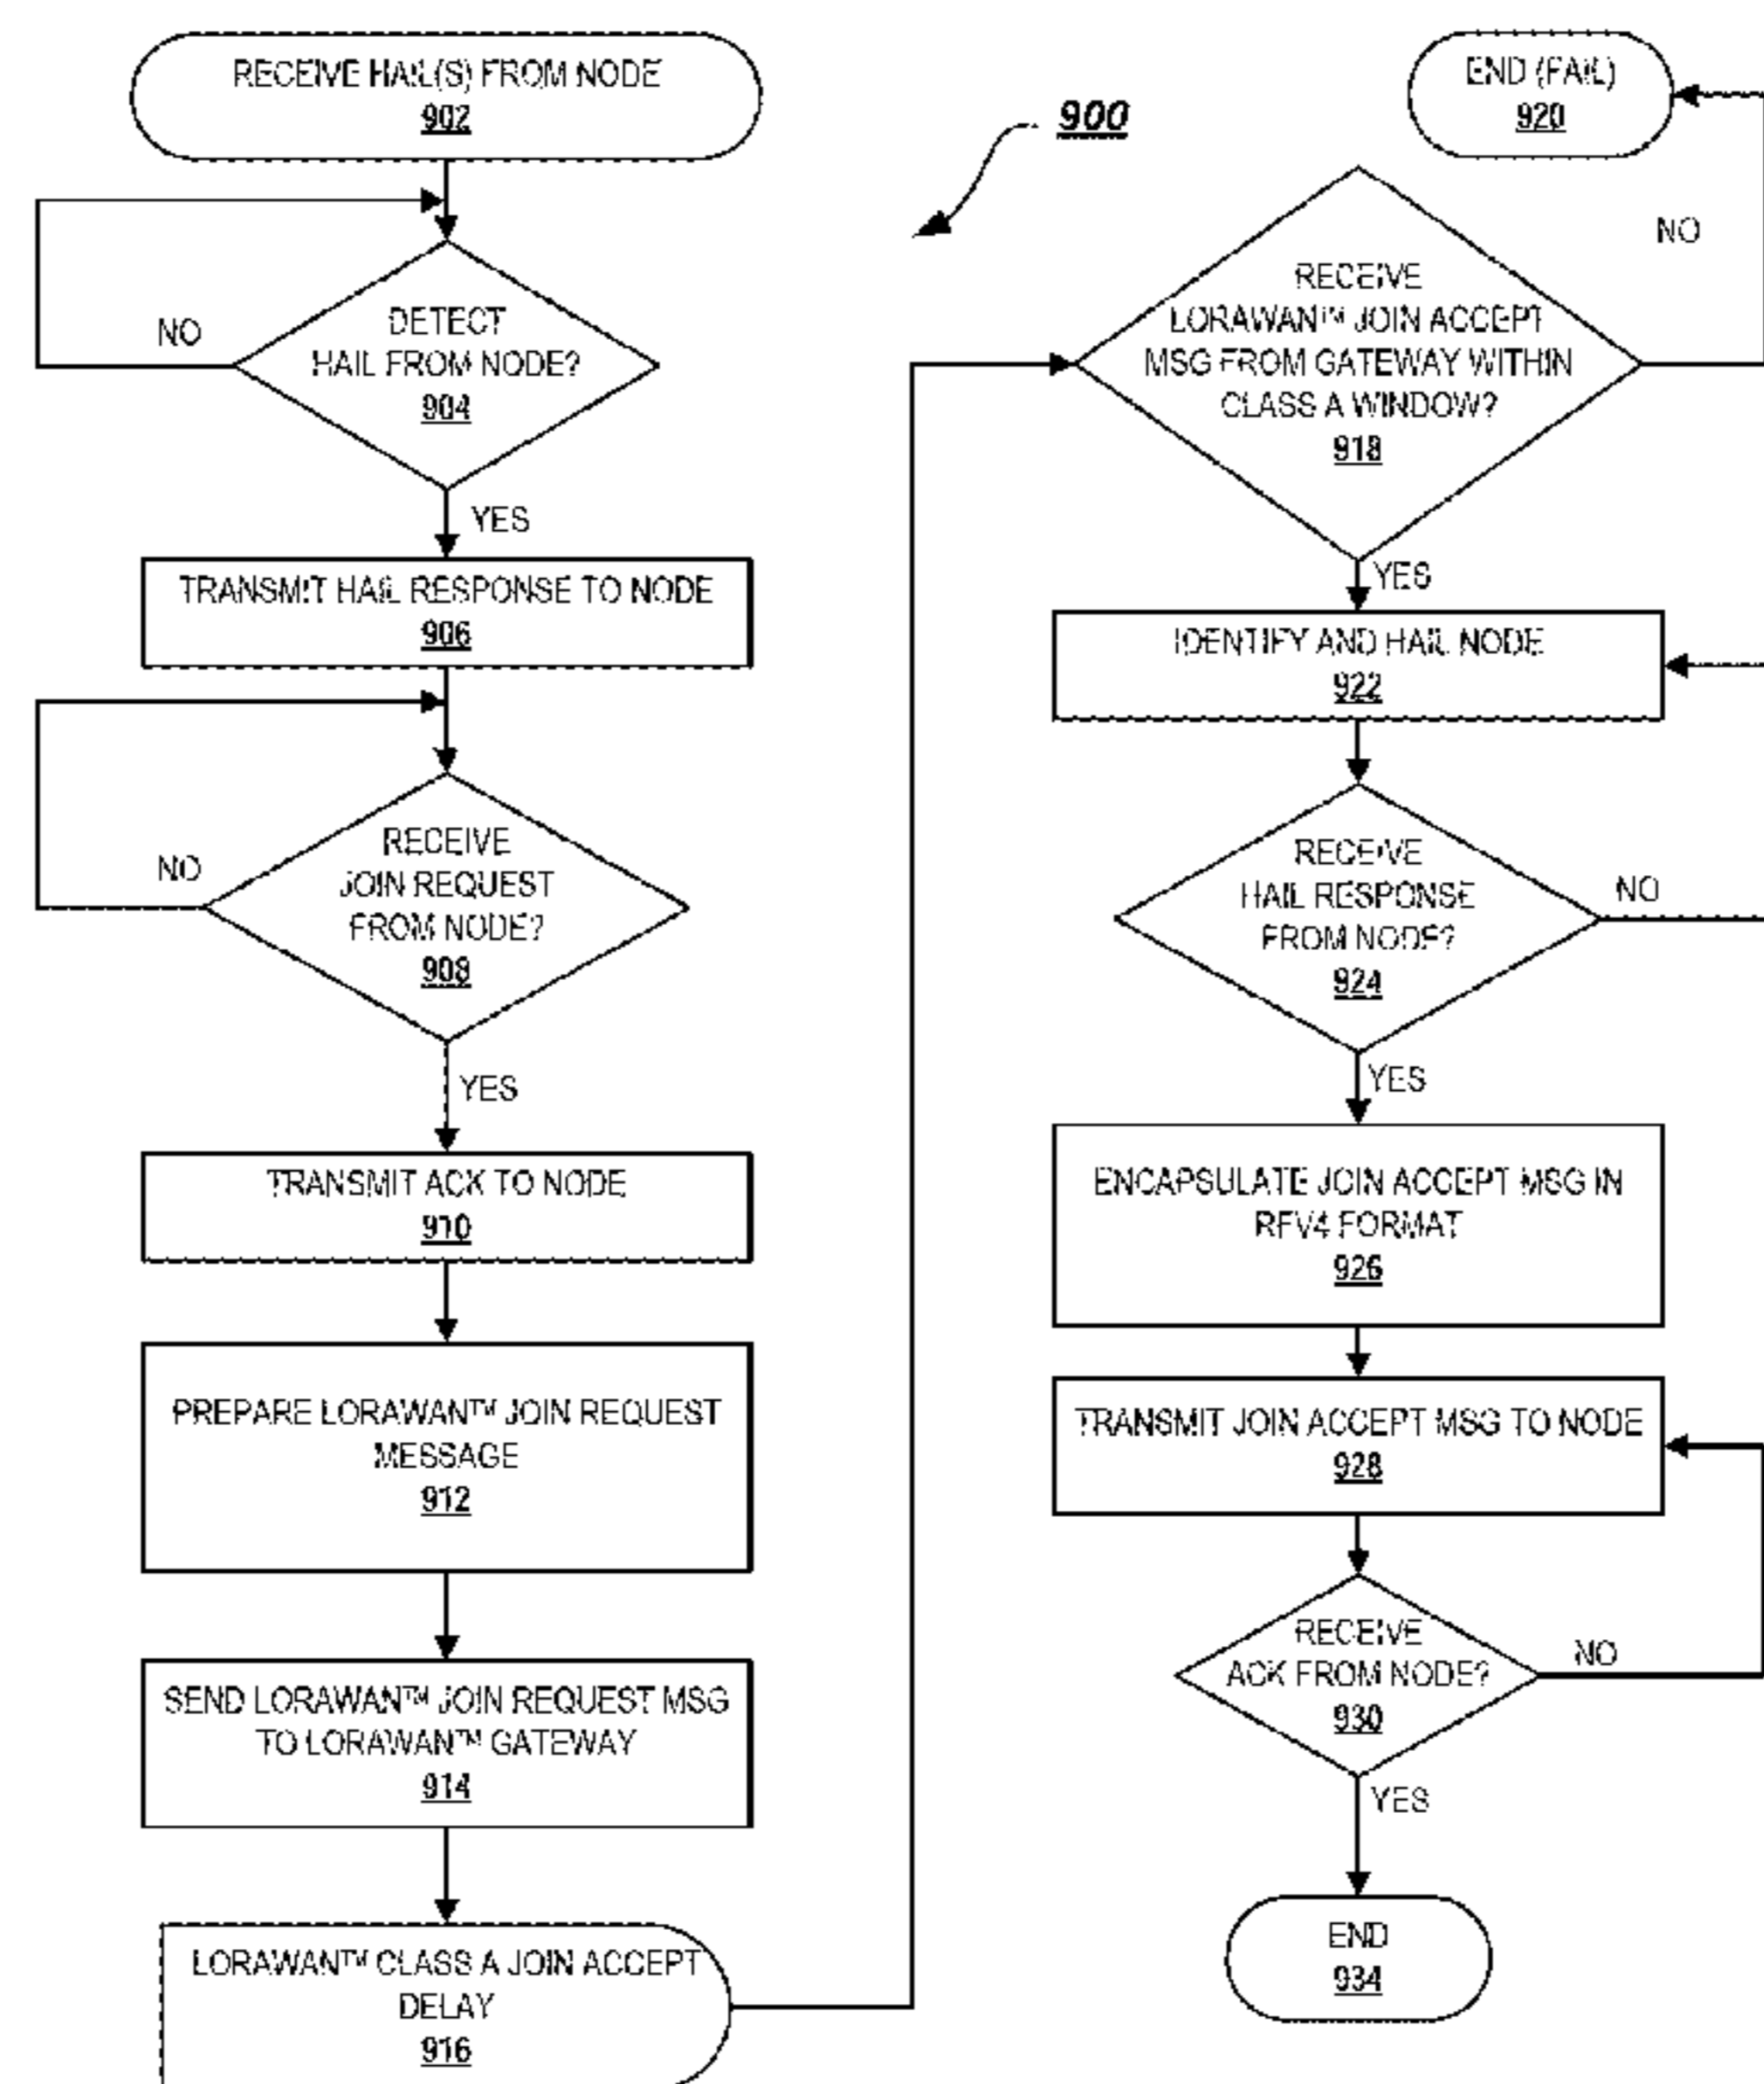 RECEIVE HAIL(S) FROM NODE
902
DETECT
HAIL FROM NODE?
904
NO
YES
TRANSMIT HAIL RESPONSE TO NODE
906
RECEIVE
JOIN REQUEST
FROM NODE?
908
NO
YES
TRANSMIT ACK TO NODE
910
PREPARE LORAWAN™ JOIN REQUEST
MESSAGE
912
SEND LORAWAN™ JOIN REQUEST MSG
TO LORAWAN™ GATEWAY
914
LORAWAN™ CLASS A JOIN ACCEPT
DELAY
916
900
END (FAIL)
920
NO
RECEIVE
LORAWAN™ JOIN ACCEPT
MSG FROM GATEWAY WITHIN
CLASS A WINDOW?
918
YES
IDENTIFY AND HAIL NODE
922
RECEIVE
HAIL RESPONSE
FROM NODE?
924
NO
YES
ENCAPSULATE JOIN ACCEPT MSG IN
RFV4 FORMAT
926
TRANSMIT JOIN ACCEPT MSG TO NODE
928
RECEIVE
ACK FROM NODE?
930
NO
YES
END
934